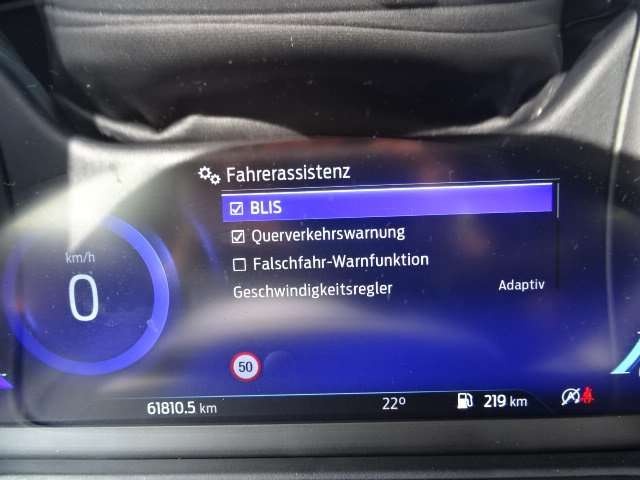 Fahrerassistenz
BLIS
Querverkehrswarnung
Falschfahr-Warnfunktion
Geschwindigkeitsregler Adaptiv
km/h
0
50
61810.5 km 22° 219 km